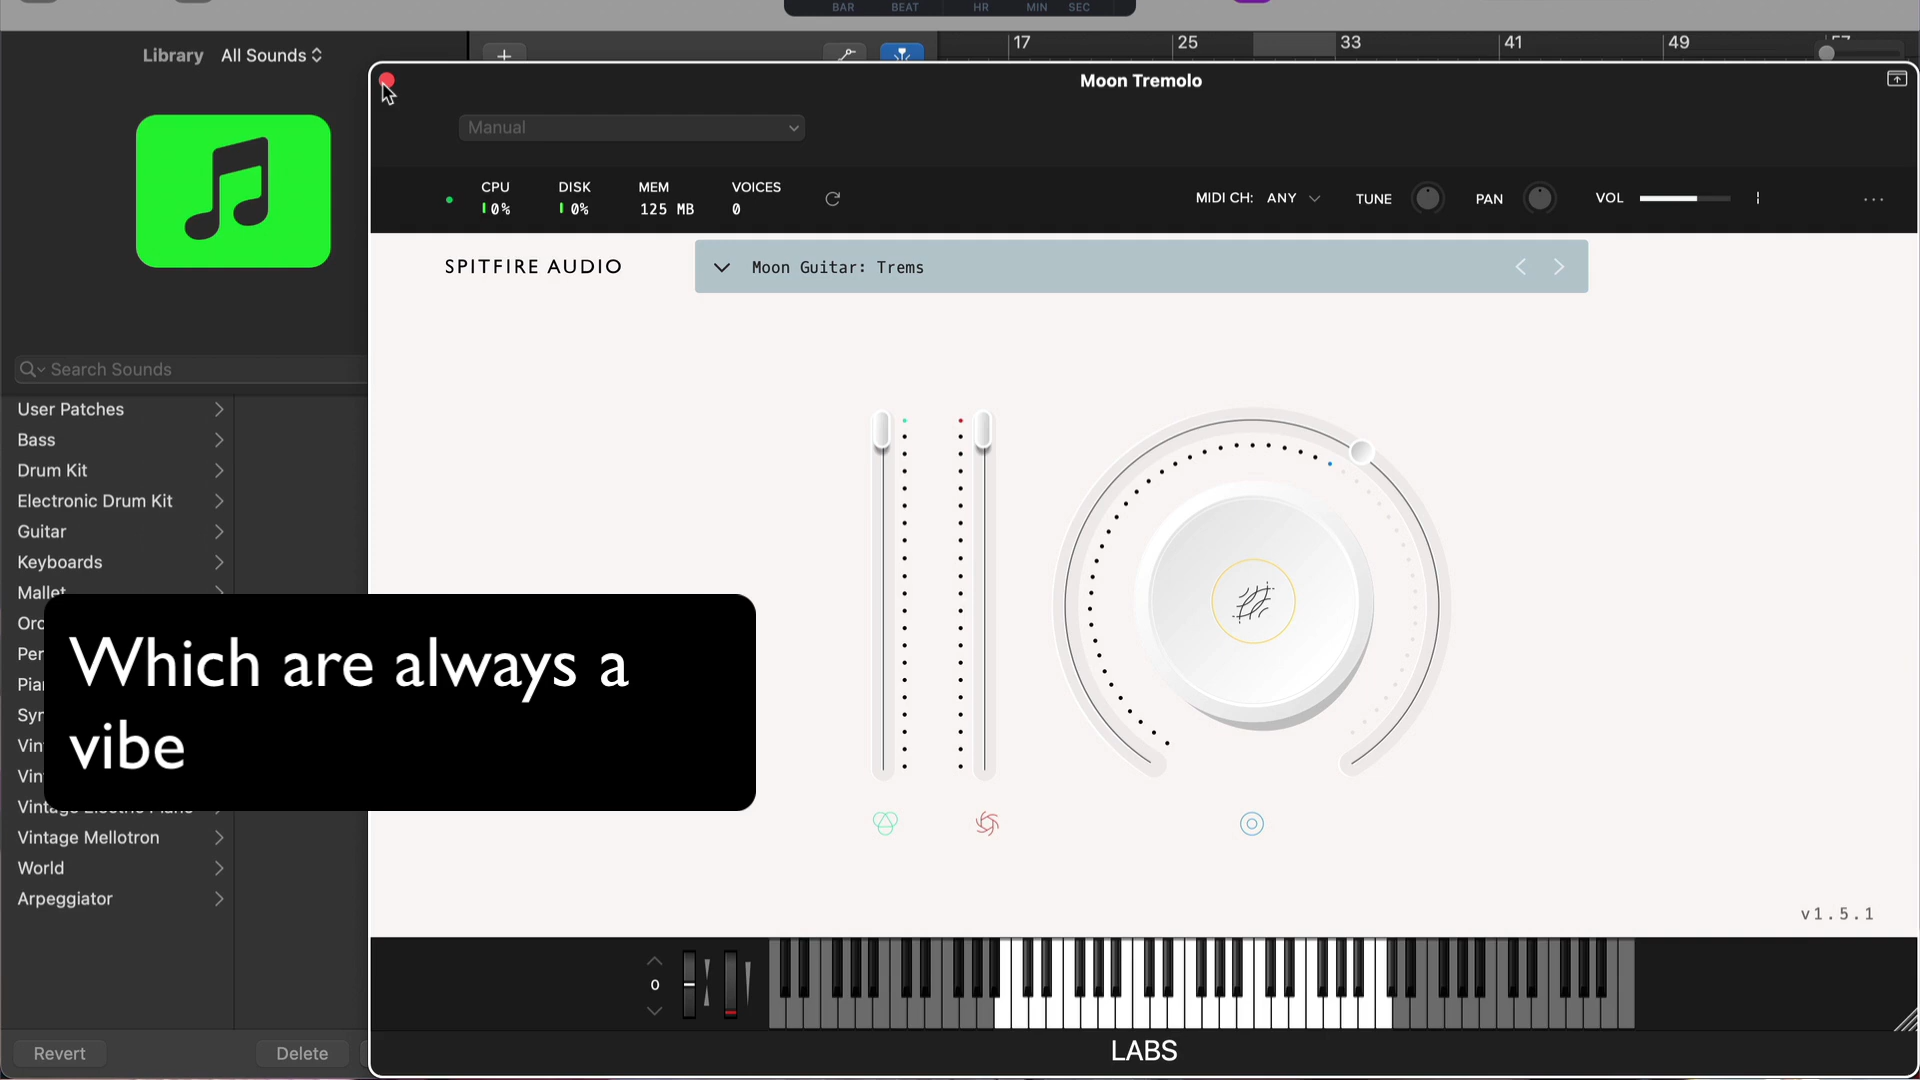 BAR BEAT HR MIN SEC
Library All Sounds
17 25 33 41 49 57
Moon Tremolo
Manual
CPU DISK MEM VOICES
0% 0% 125 MB 0
MIDI CH: ANY TUNE PAN VOL
SPITFIRE AUDIO
Moon Guitar: Trems
Search Sounds
User Patches
Bass
Drum Kit
Electronic Drum Kit
Guitar
Keyboards
Mallet
Which are always a
vibe
Vintage Mellotron
World
Arpeggiator
v1.5.1
0
Revert Delete
LABS